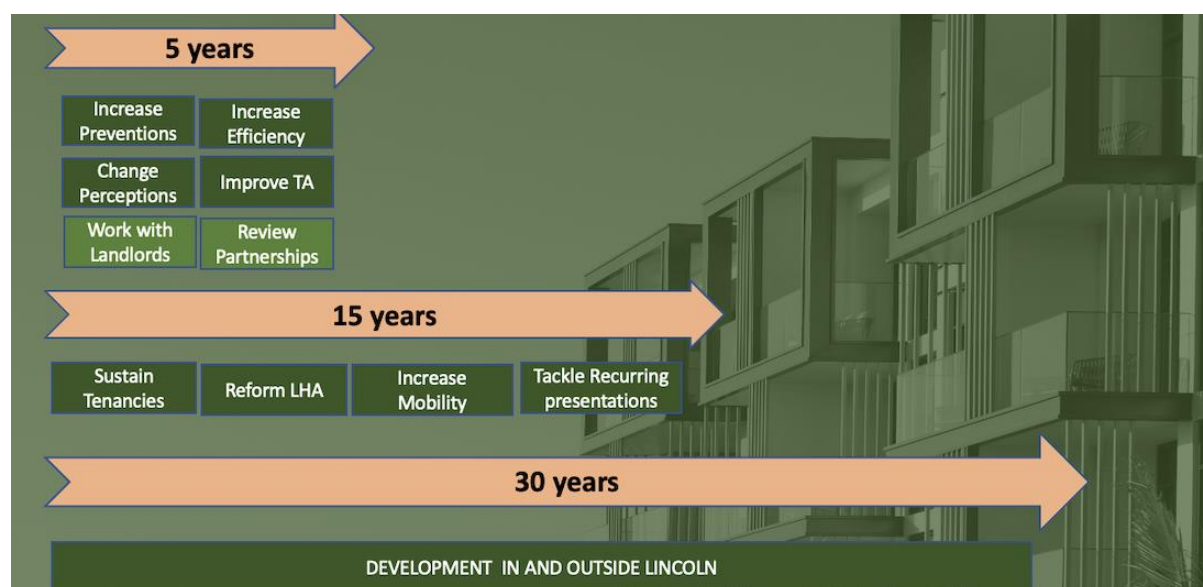 5 years
Increase
Preventions
Increase
Efficiency
Change
Perceptions
Improve TA
Work with
Landlords
Review
Partnerships
15 years
Sustain
Tenancies
Reform LHA
Increase
Mobility
Tackle Recurring
presentations
30 years
DEVELOPMENT IN AND OUTSIDE LINCOLN